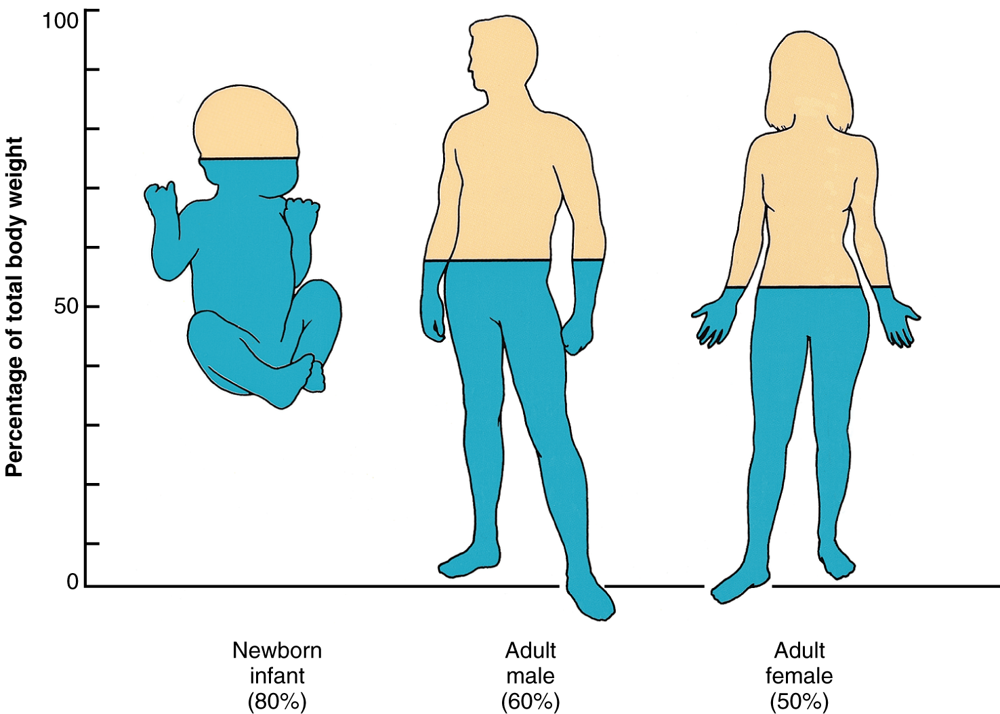 Percentage of total body weight
100
50
0
Newborn
infant
(80%)
Adult
male
(60%)
Adult
female
(50%)